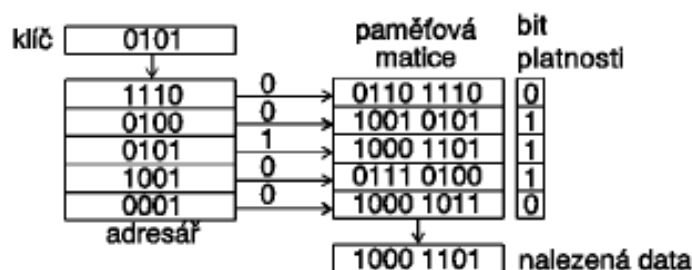 klíč 0101 paměťová matice bit platnosti
1110 0 0110 1110 0
0100 0 1001 0101 1
0101 1 1000 1101 1
1001 0 0111 0100 1
0001 0 1000 1011 0
adresář
1000 1101 nalezená data